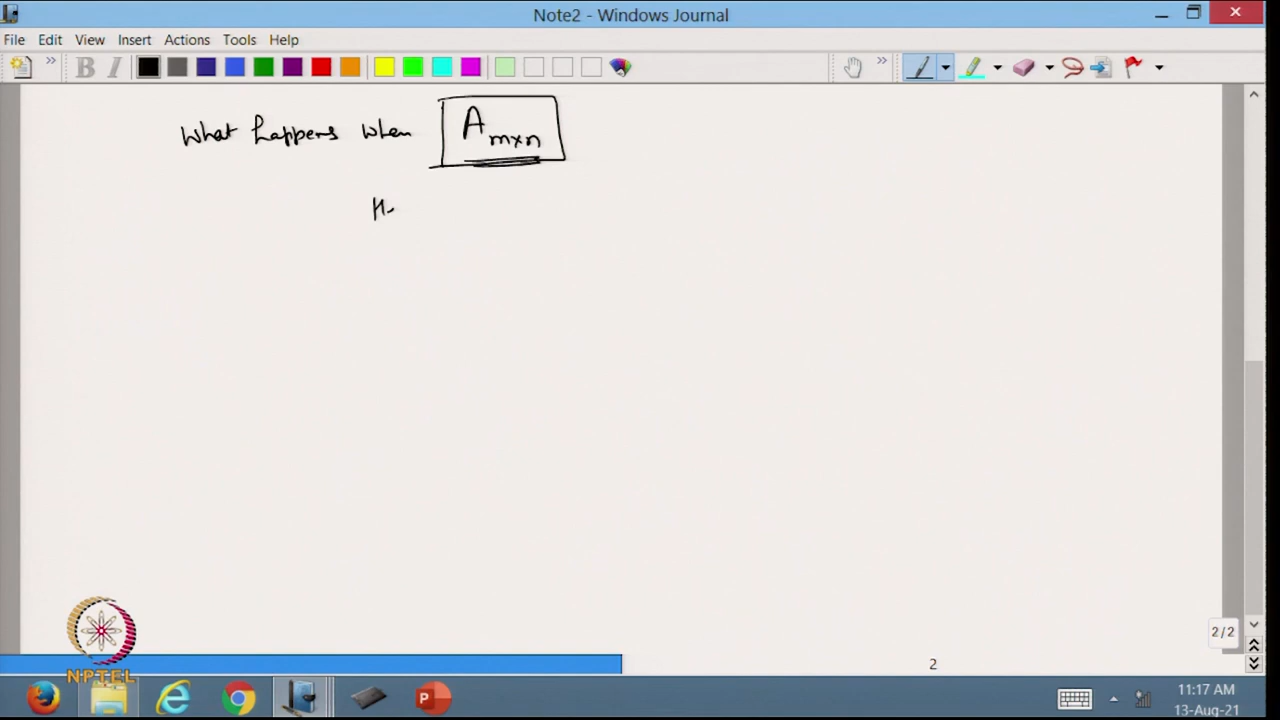 Note2 - Windows Journal
File Edit View Insert Actions Tools Help
B I
What happens when A m×n
H
2/2
2
NPTEL
11:17 AM
13-Aug-21